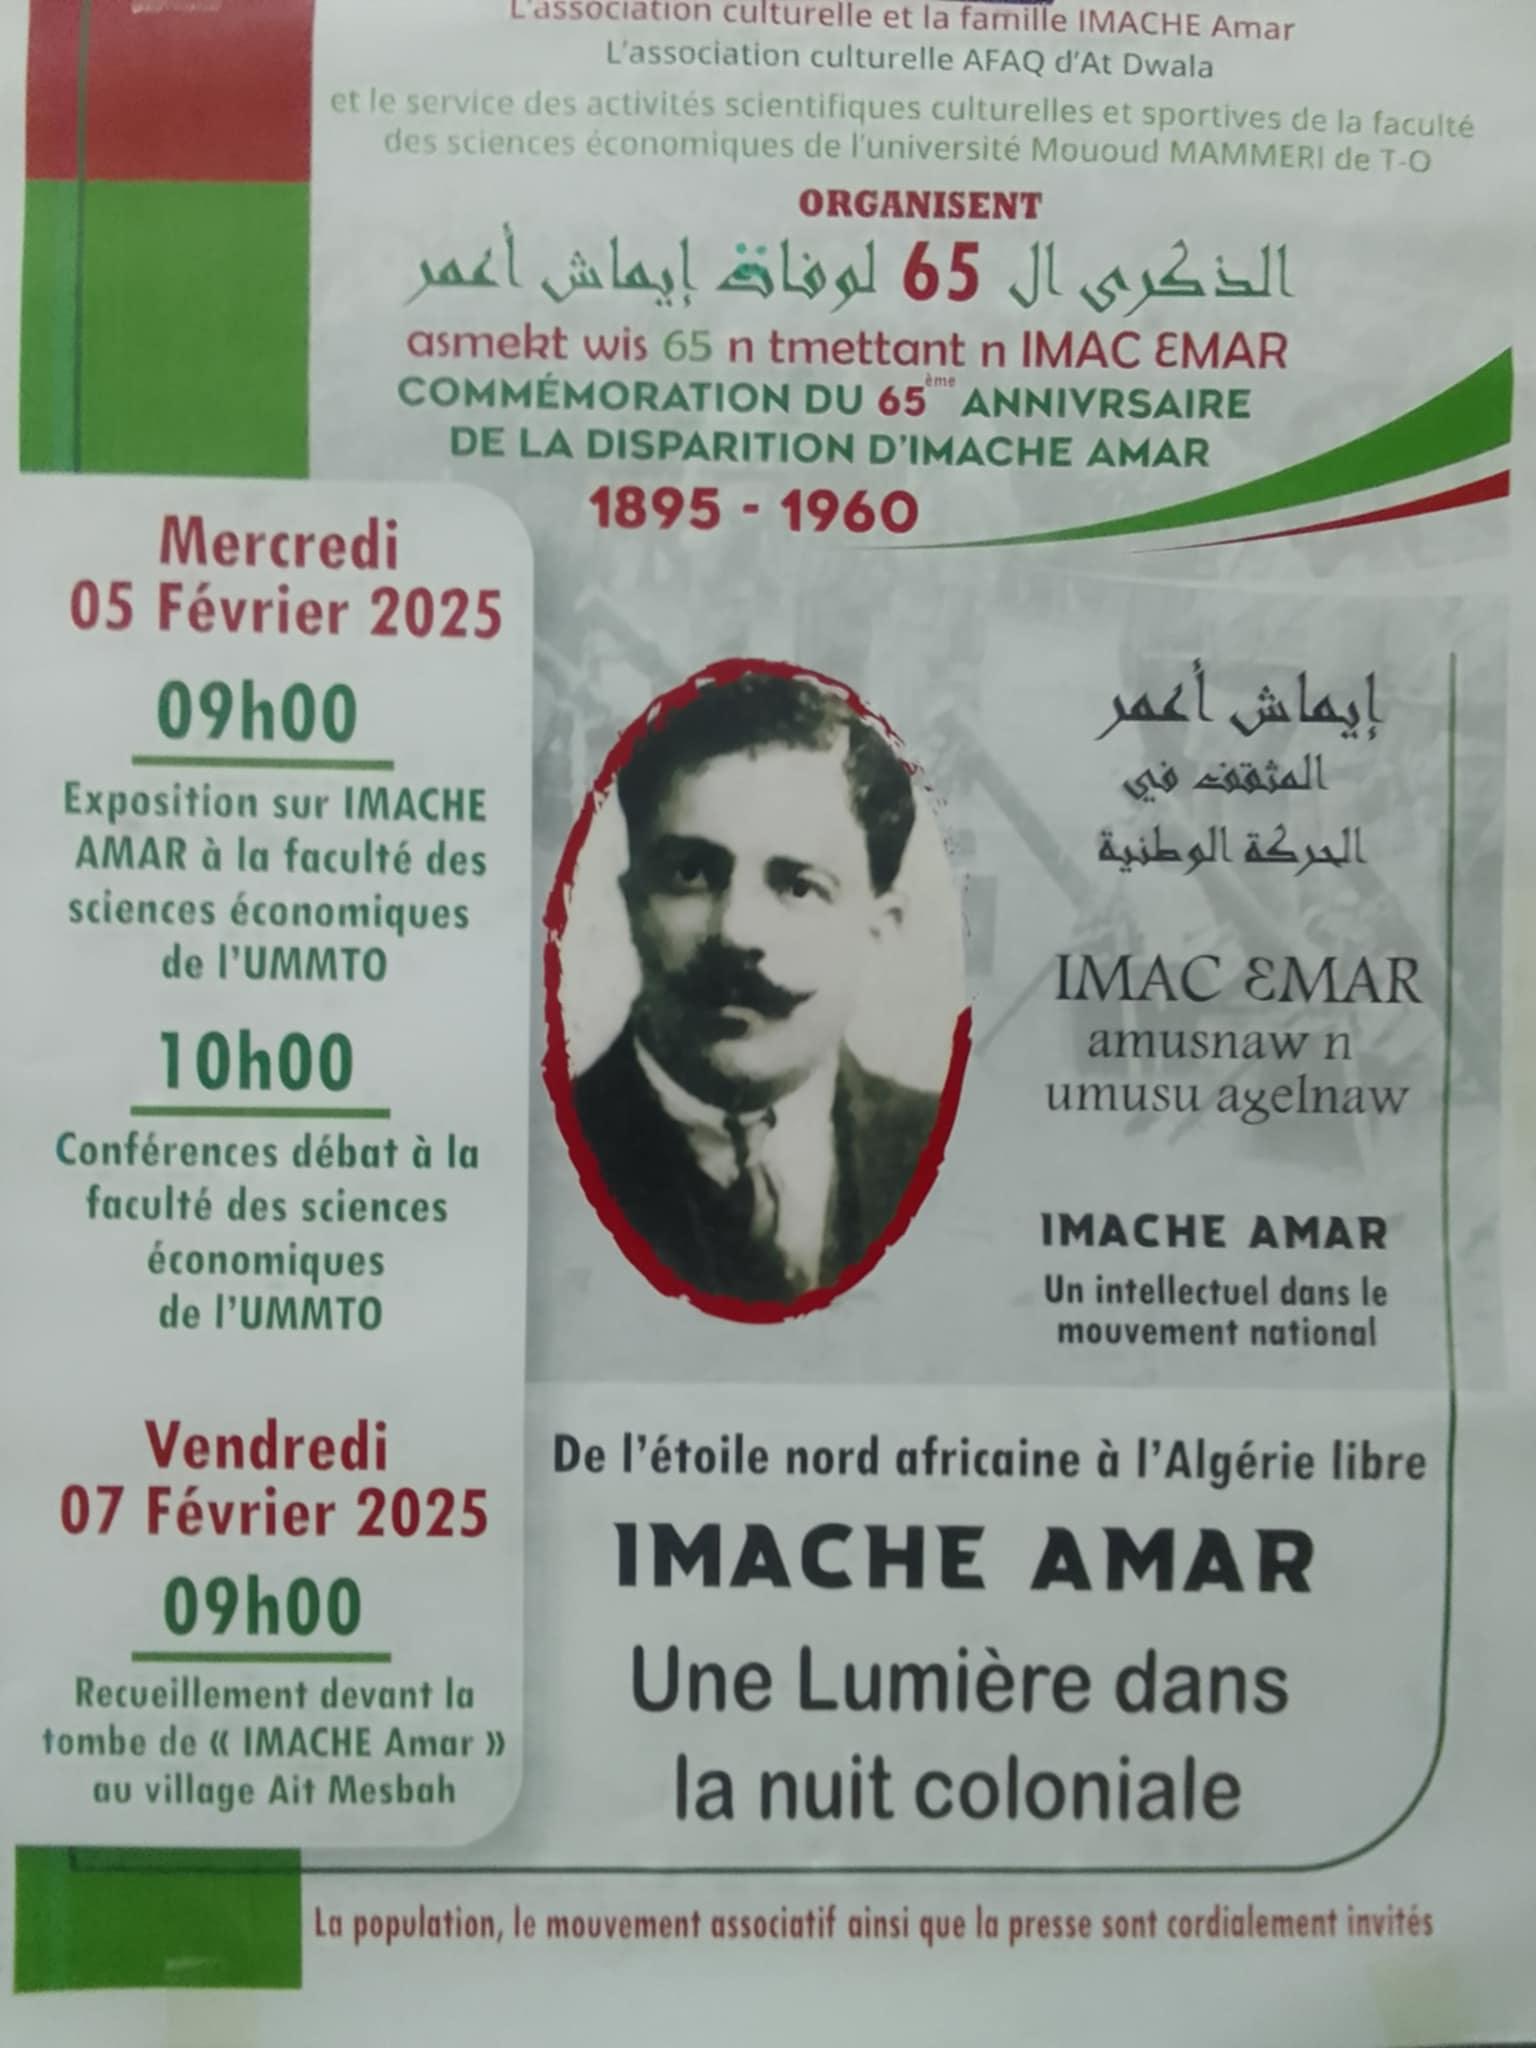 L'association culturelle et la famille IMACHE Amar
L'association culturelle AFAQ d'At Dwala
et le service des activités scientifiques culturelles et sportives de la faculté
des sciences économiques de l'université Mououd MAMMERI de T-O
ORGANISENT
الذكرى ال 65 لوفاة إيماش أعمر
asmekt wis 65 n tmettant n IMAC ƐMAR
COMMÉMORATION DU 65ème ANNIVRSAIRE
DE LA DISPARITION D'IMACHE AMAR
1895 - 1960
Mercredi
05 Février 2025
09h00
Exposition sur IMACHE
AMAR à la faculté des
sciences économiques
de l'UMMTO
10h00
Conférences débat à la
faculté des sciences
économiques
de l'UMMTO
Vendredi
07 Février 2025
09h00
Recueillement devant la
tombe de « IMACHE Amar »
au village Ait Mesbah
إيماش أعمر
المثقف في
الحركة الوطنية
IMAC ƐMAR
amusnaw n
umusu agelnaw
IMACHE AMAR
Un intellectuel dans le
mouvement national
De l'étoile nord africaine à l'Algérie libre
IMACHE AMAR
Une Lumière dans
la nuit coloniale
La population, le mouvement associatif ainsi que la presse sont cordialement invités